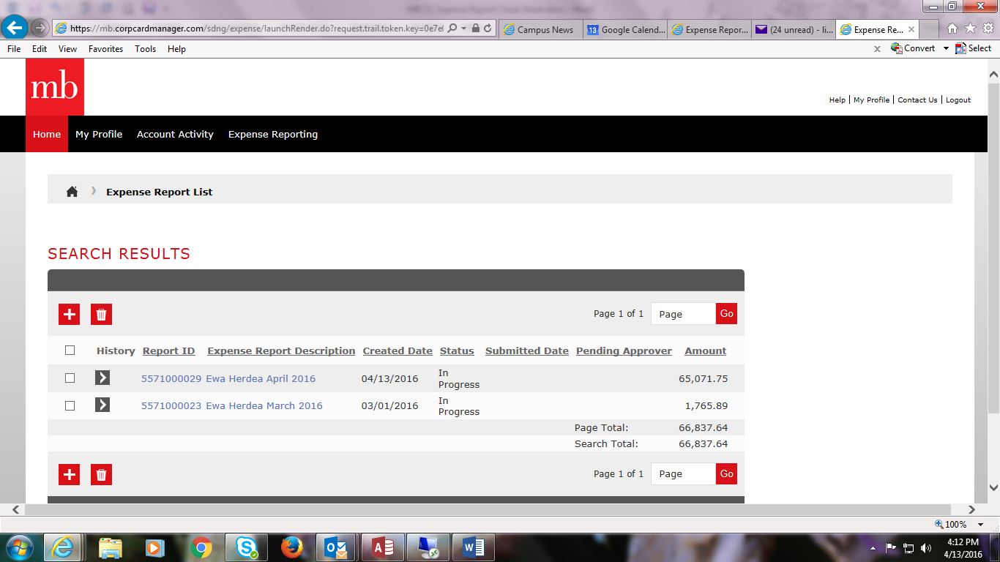 https://mb.corpcardmanager.com/sdng/expense/launchRender.do?request.trail.token.key=0e7e
Campus News
13 Google Calend...
Expense Repor...
(24 unread) - li...
Expense Re...
File Edit View Favorites Tools Help
x Convert Select
mb
Help | My Profile | Contact Us | Logout
Home My Profile Account Activity Expense Reporting
Expense Report List
SEARCH RESULTS
Page 1 of 1 Page Go
History Report ID Expense Report Description Created Date Status Submitted Date Pending Approver Amount
5571000029 Ewa Herdea April 2016 04/13/2016 In Progress 65,071.75
5571000023 Ewa Herdea March 2016 03/01/2016 In Progress 1,765.89
Page Total: 66,837.64
Search Total: 66,837.64
Page 1 of 1 Page Go
100%
4:12 PM
4/13/2016